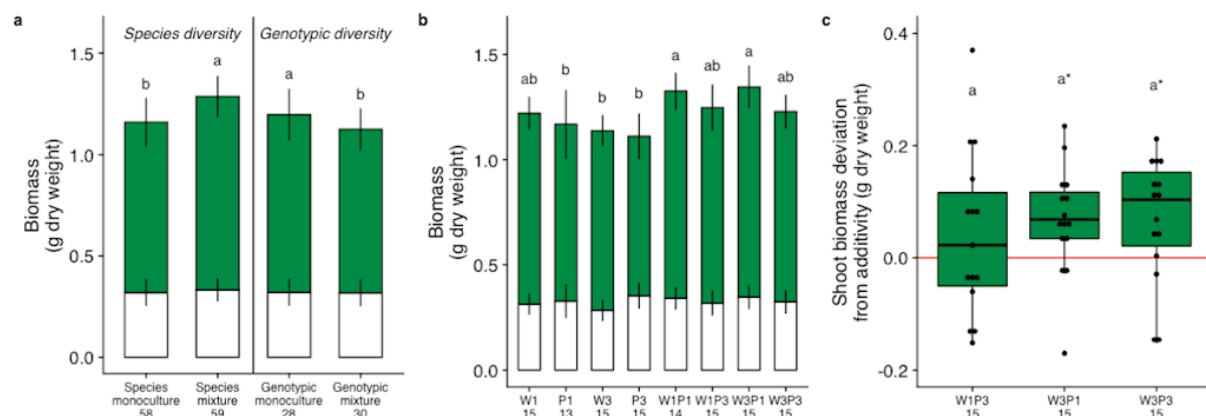 a
Species diversity
Genotypic diversity
b
a
a
b
1.5
1.0
0.5
0.0
Biomass
(g dry weight)
Species
monoculture
58
Species
mixture
59
Genotypic
monoculture
28
Genotypic
mixture
30
b
ab
b
b
b
a
ab
a
ab
1.5
1.0
0.5
0.0
Biomass
(g dry weight)
W1
15
P1
13
W3
15
P3
15
W1P1
14
W1P3
15
W3P1
15
W3P3
15
c
a
a*
a*
0.4
0.2
0.0
-0.2
Shoot biomass deviation
from additivity (g dry weight)
W1P3
15
W3P1
15
W3P3
15